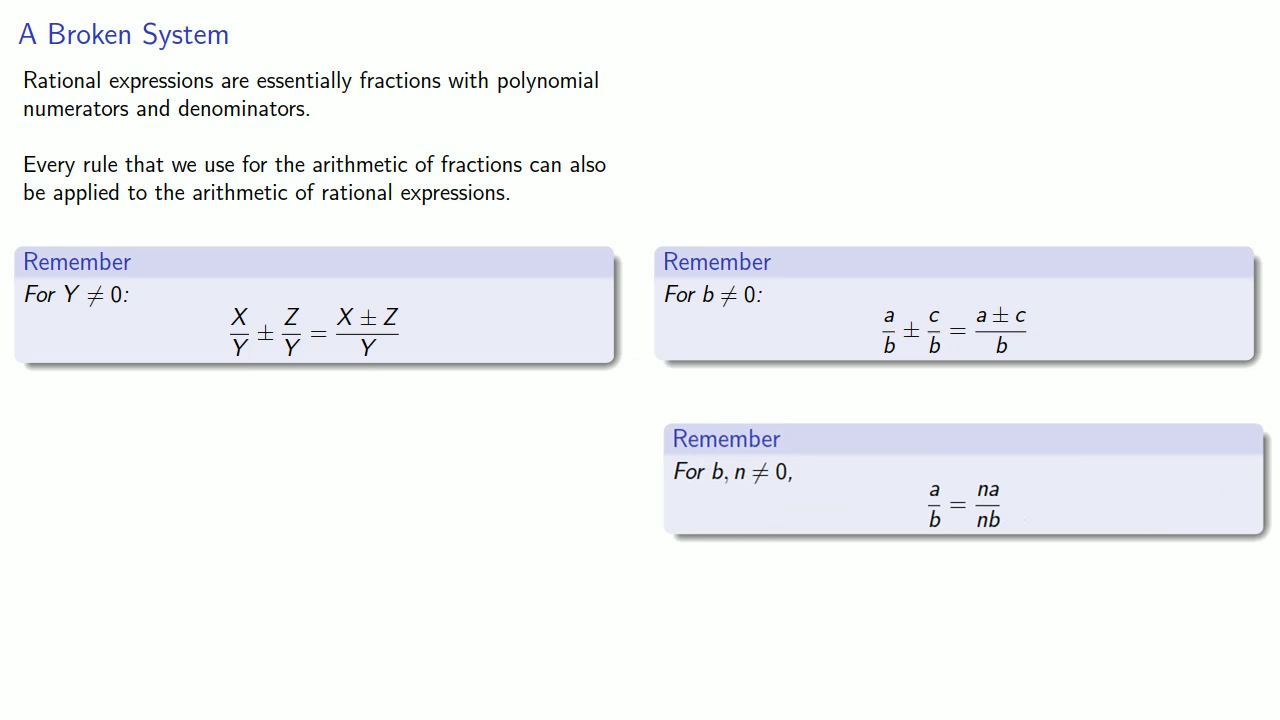 A Broken System
Rational expressions are essentially fractions with polynomial
numerators and denominators.
Every rule that we use for the arithmetic of fractions can also
be applied to the arithmetic of rational expressions.
Remember
For Y ≠ 0:
X/Y ± Z/Y = (X ± Z)/Y
Remember
For b ≠ 0:
a/b ± c/b = (a ± c)/b
Remember
For b, n ≠ 0,
a/b = na/nb